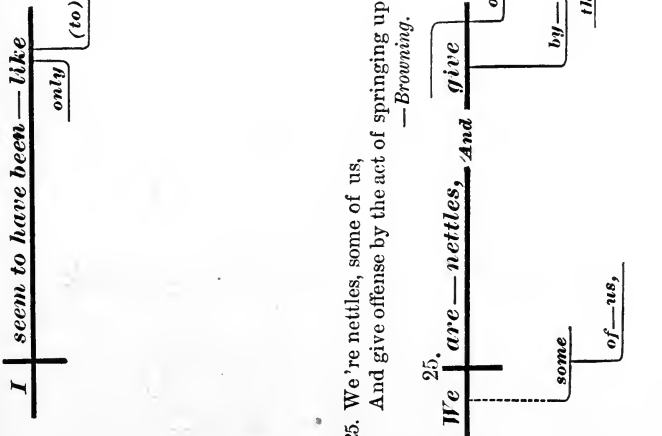 I seem to have been — like
only
(to)
25. We're nettles, some of us,
And give offense by the act of springing up
—Browning.
25.
We are — nettles, And give
some
of — us,
by —